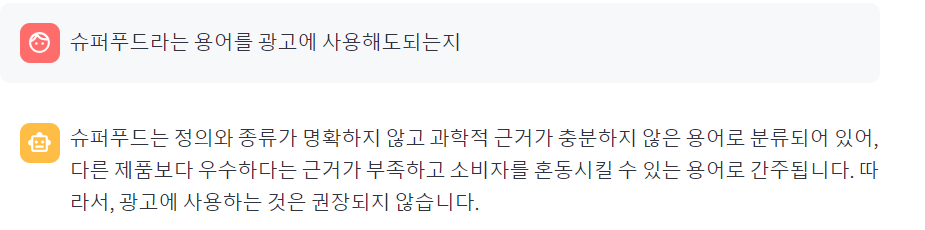 슈퍼푸드라는 용어를 광고에 사용해도되는지
슈퍼푸드는 정의와 종류가 명확하지 않고 과학적 근거가 충분하지 않은 용어로 분류되어 있어,
다른 제품보다 우수하다는 근거가 부족하고 소비자를 혼동시킬 수 있는 용어로 간주됩니다. 따
라서, 광고에 사용하는 것은 권장되지 않습니다.